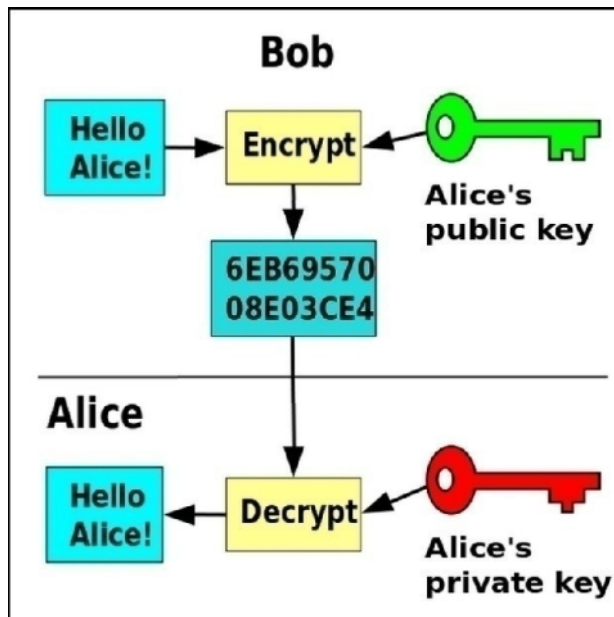 Bob
Hello
Alice!
Encrypt
Alice's
public key
6EB69570
08E03CE4
Alice
Hello
Alice!
Decrypt
Alice's
private key